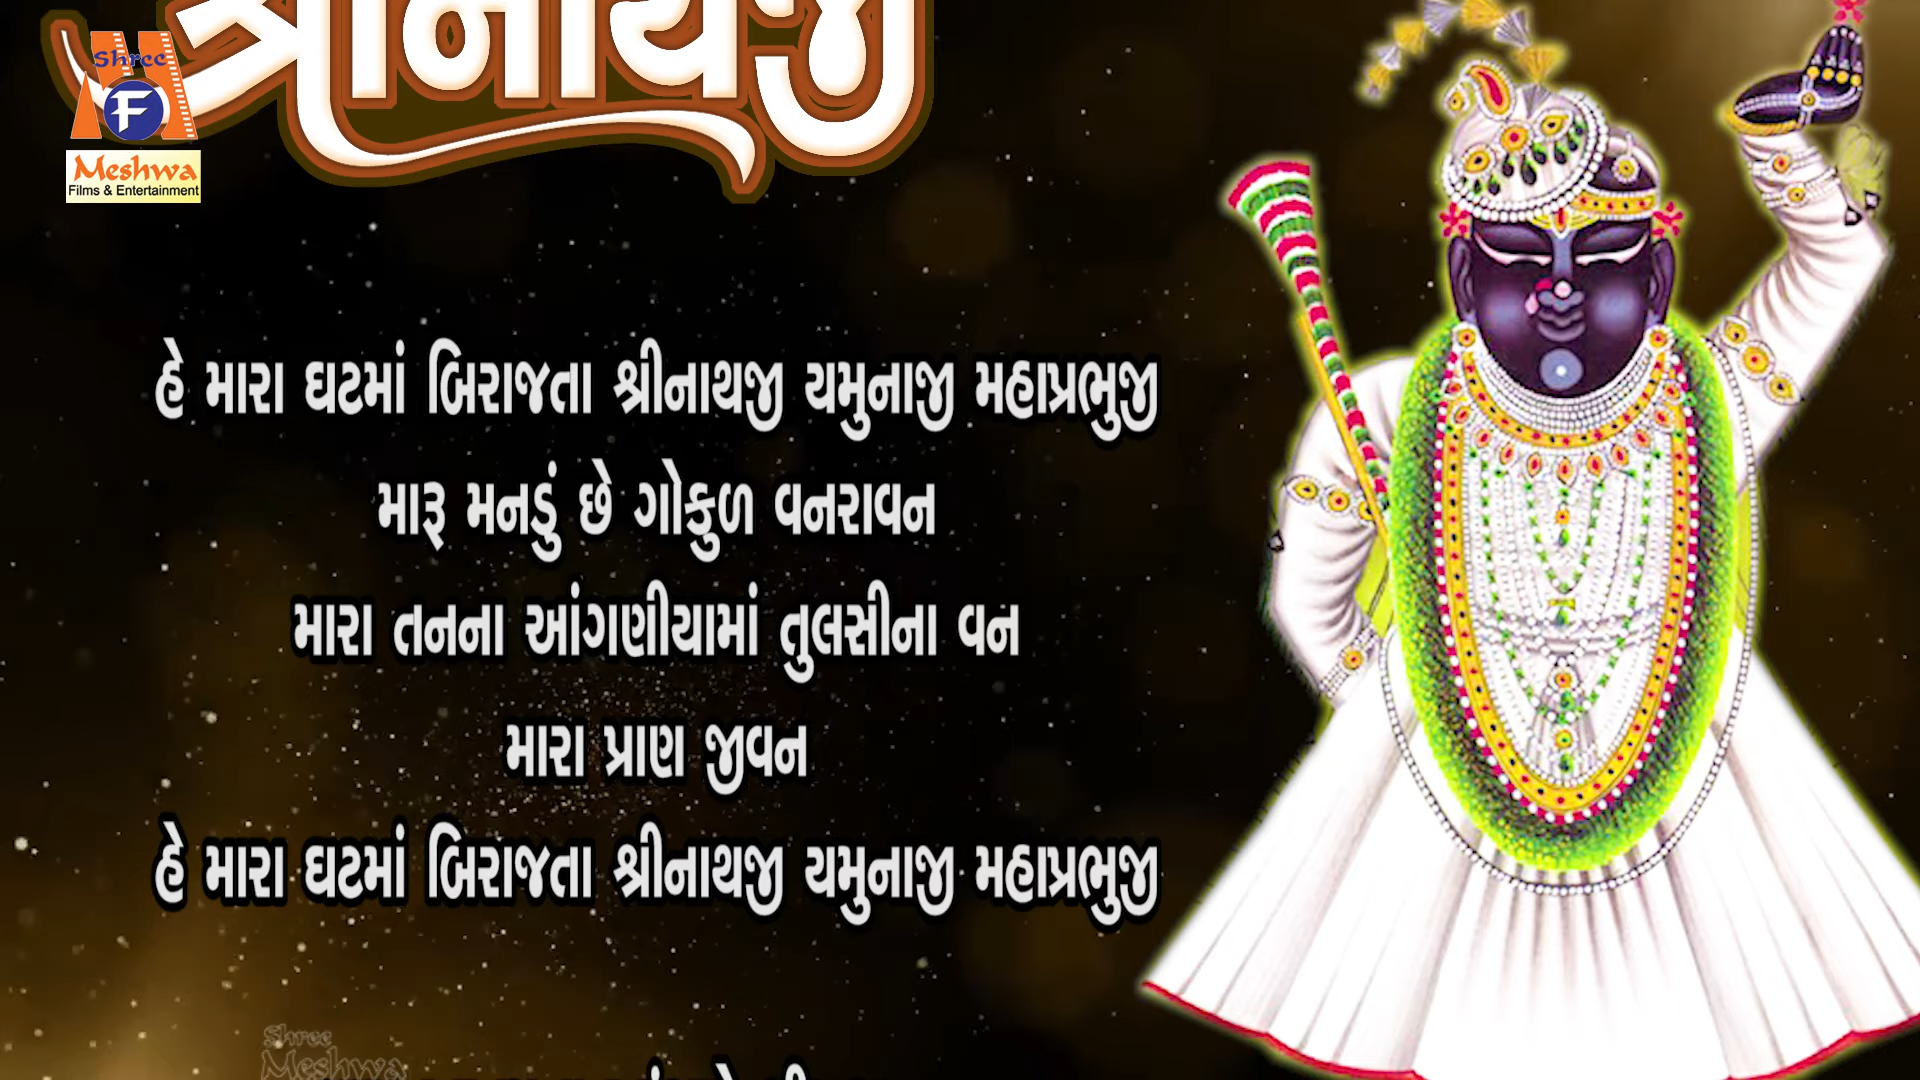 શ્રીનાથજી
Shree
F
Meshwa
Films & Entertainment
હે મારા ઘટમાં બિરાજતા શ્રીનાથજી યમુનાજી મહાપ્રભુજી
મારૂ મનડું છે ગોકુળ વનરાવન
મારા તનના આંગણીયામાં તુલસીના વન
મારા પ્રાણ જીવન
હે મારા ઘટમાં બિરાજતા શ્રીનાથજી યમુનાજી મહાપ્રભુજી
Shree
Meshwa